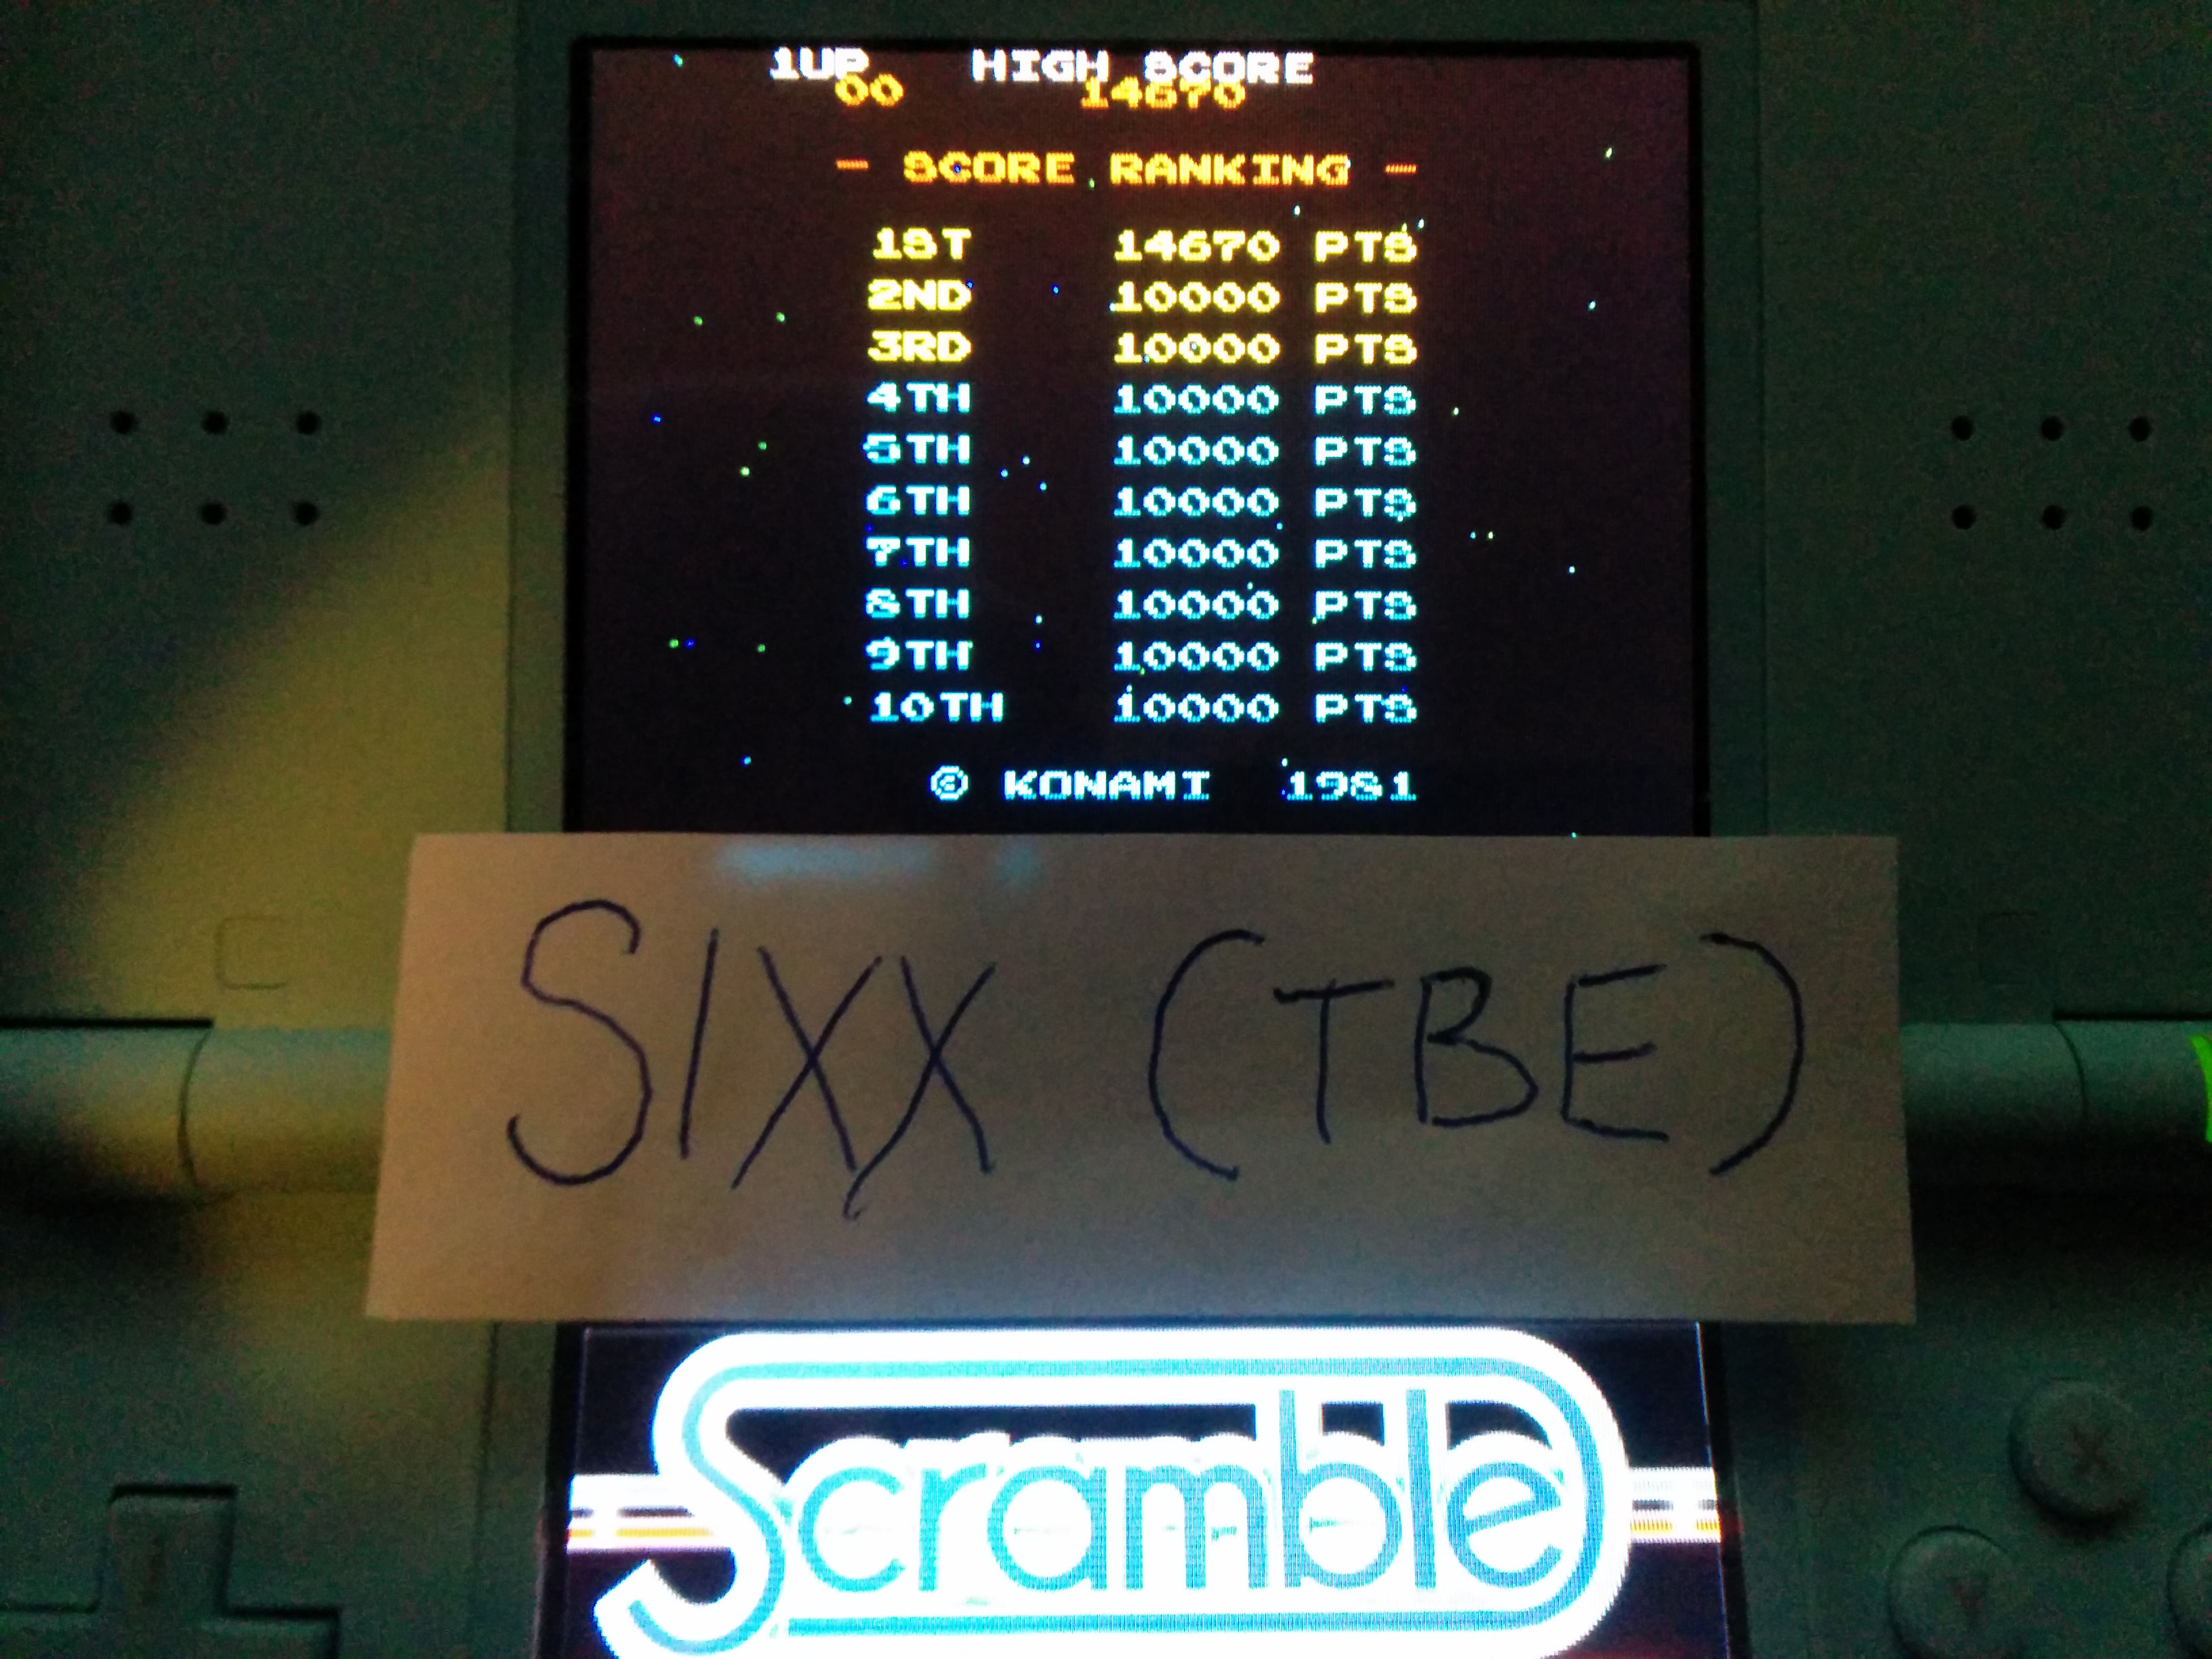 1UP HIGH SCORE
00 14670
- SCORE RANKING -
1ST 14670 PTS
2ND 10000 PTS
3RD 10000 PTS
4TH 10000 PTS
5TH 10000 PTS
6TH 10000 PTS
7TH 10000 PTS
8TH 10000 PTS
9TH 10000 PTS
10TH 10000 PTS
© KONAMI 1981
SIXX (TBE)
Scramble
X
Y